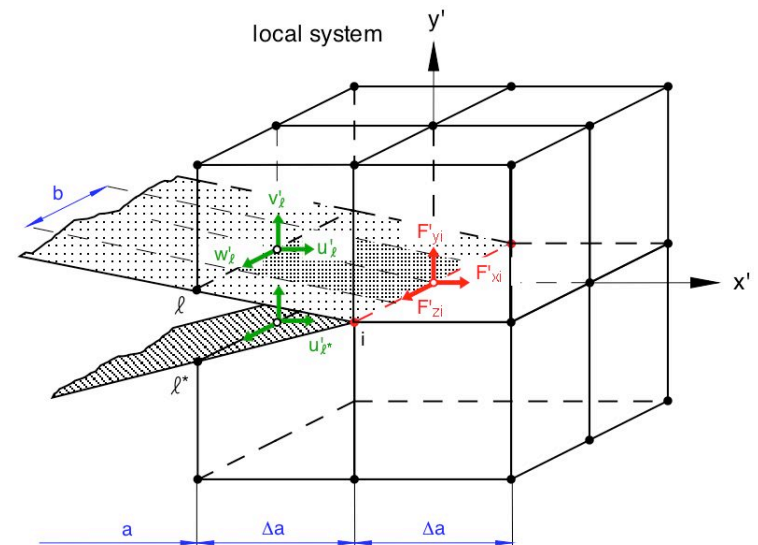 local system
y'
b
v'ℓ
w'ℓ
u'ℓ
F'yi
F'xi
F'zi
x'
ℓ
u'ℓ*
i
ℓ*
a
Δa
Δa